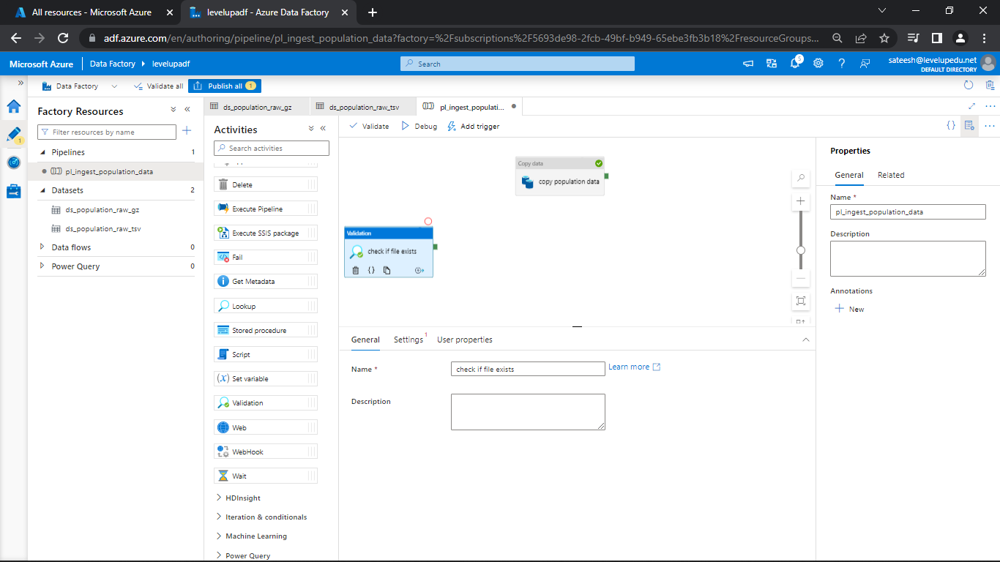 All resources - Microsoft Azure
levelupadf - Azure Data Factory
adf.azure.com/en/authoring/pipeline/pl_ingest_population_data?factory=%2Fsubscriptions%2F5693de98-2fcb-49bf-b949-65ebe3fb3b18%2FresourceGroups...
Microsoft Azure
Data Factory
levelupadf
Search
5
sateesh@levelupedu.net
DEFAULT DIRECTORY
Data Factory
Validate all
Publish all 1
1
Factory Resources
Filter resources by name
Pipelines 1
pl_ingest_population_data
Datasets 2
ds_population_raw_gz
ds_population_raw_tsv
Data flows 0
Power Query 0
ds_population_raw_gz
ds_population_raw_tsv
pl_ingest_populati...
Activities
Search activities
Delete
Execute Pipeline
Execute SSIS package
Fail
Get Metadata
Lookup
Stored procedure
Script
Set variable
Validation
Web
WebHook
Wait
HDInsight
Iteration & conditionals
Machine Learning
Power Query
Validate
Debug
Add trigger
Copy data
copy population data
Validation
check if file exists
General
Settings 1
User properties
Name *
check if file exists
Learn more
Description
Properties
General
Related
Name *
pl_ingest_population_data
Description
Annotations
New